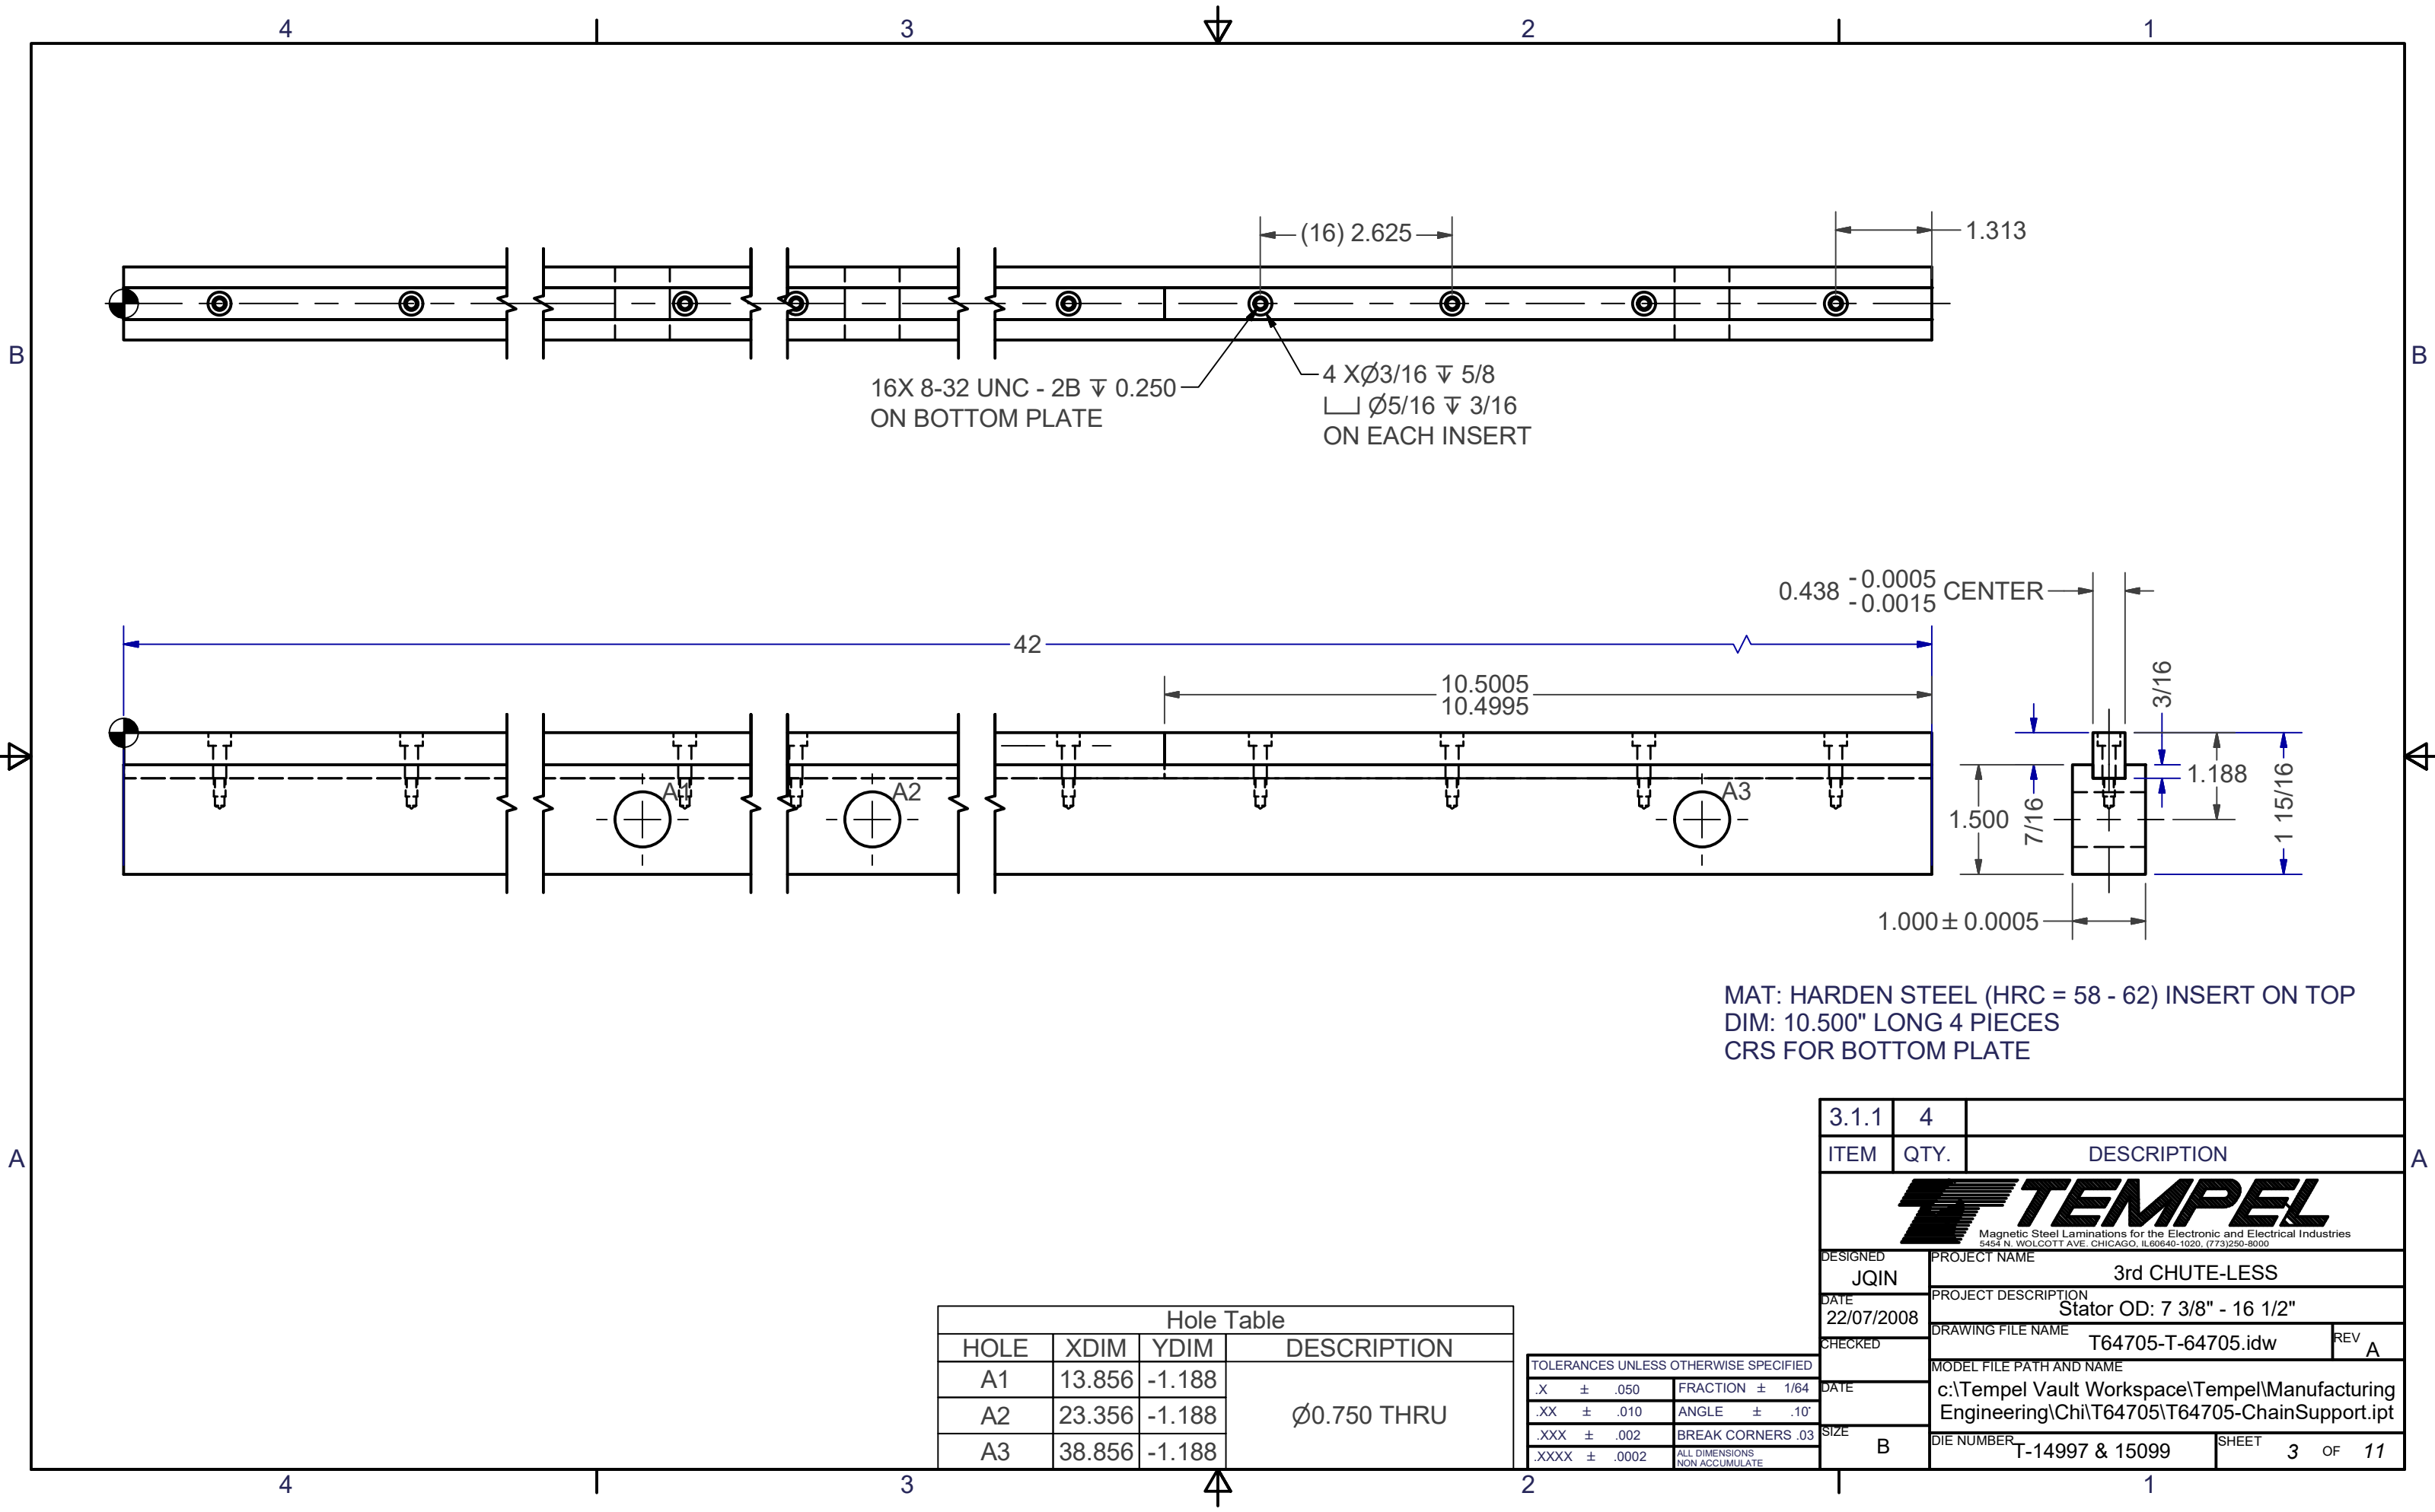 4 3 2 1
(16) 2.625
1.313
B B
16X 8-32 UNC - 2B ↧ 0.250
ON BOTTOM PLATE
4 XØ3/16 ↧ 5/8
⌴ Ø5/16 ↧ 3/16
ON EACH INSERT
0.438 -0.0005 CENTER
-0.0015
42
10.5005
10.4995
3/16
A1
A2
A3
1.500
7/16
1.188
1 15/16
1.000 ± 0.0005
MAT: HARDEN STEEL (HRC = 58 - 62) INSERT ON TOP
DIM: 10.500" LONG 4 PIECES
CRS FOR BOTTOM PLATE
A A
3.1.1 4
ITEM QTY. DESCRIPTION
TEMPEL
Magnetic Steel Laminations for the Electronic and Electrical Industries
5454 N. WOLCOTT AVE. CHICAGO, IL60640-1020, (773)250-8000
DESIGNED
JQIN
PROJECT NAME
3rd CHUTE-LESS
DATE
22/07/2008
PROJECT DESCRIPTION
Stator OD: 7 3/8" - 16 1/2"
CHECKED
DRAWING FILE NAME
T64705-T-64705.idw
REV
A
DATE
MODEL FILE PATH AND NAME
c:\Tempel Vault Workspace\Tempel\Manufacturing
Engineering\Chi\T64705\T64705-ChainSupport.ipt
SIZE
B
DIE NUMBER
T-14997 & 15099
SHEET 3 OF 11
Hole Table
HOLE XDIM YDIM DESCRIPTION
A1 13.856 -1.188
A2 23.356 -1.188 Ø0.750 THRU
A3 38.856 -1.188
TOLERANCES UNLESS OTHERWISE SPECIFIED
.X ± .050 FRACTION ± 1/64
.XX ± .010 ANGLE ± .10°
.XXX ± .002 BREAK CORNERS .03
.XXXX ± .0002 ALL DIMENSIONS
NON ACCUMULATE
4 3 2 1